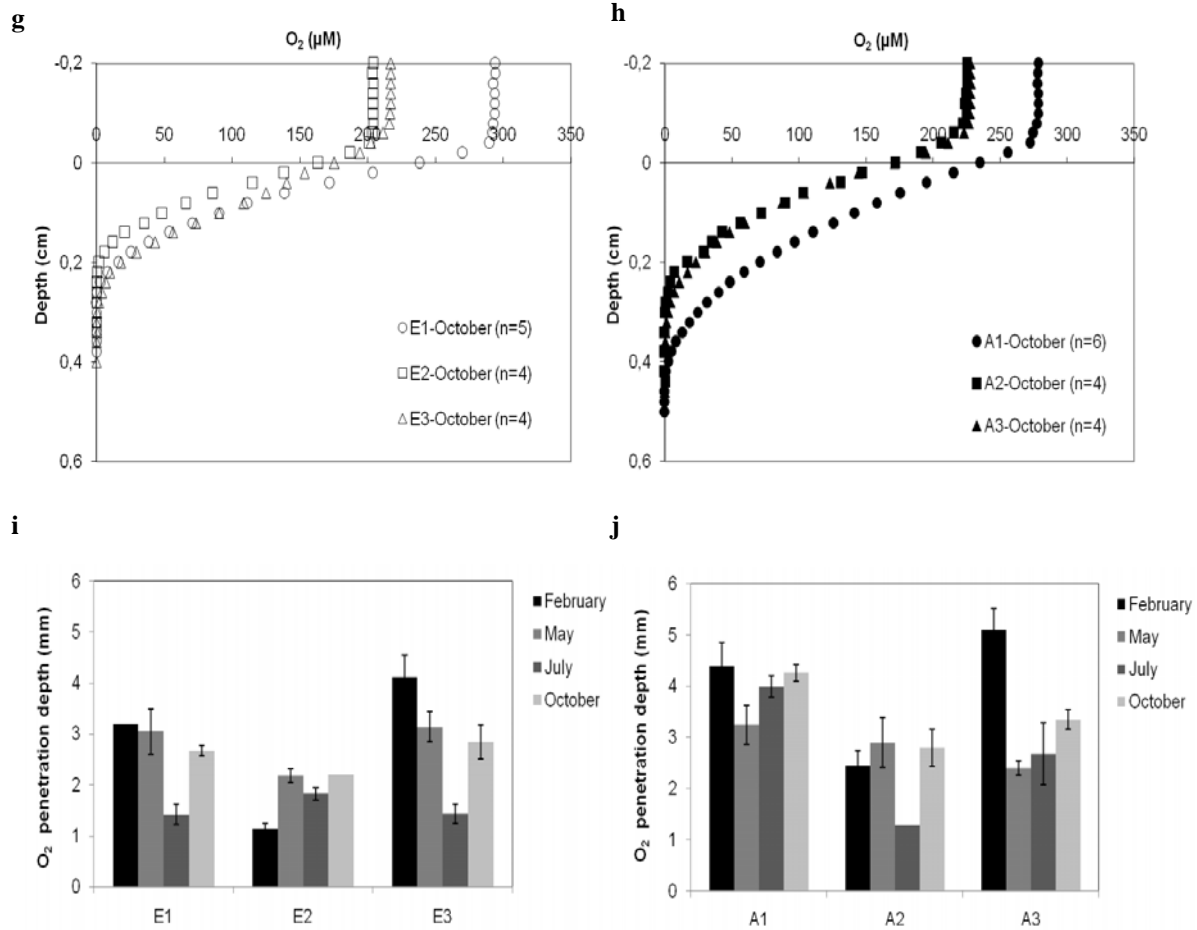 g
O₂ (µM)
-0,2
0 50 100 150 200 250 300 350
0
0,2
0,4
0,6
Depth (cm)
E1-October (n=5)
E2-October (n=4)
E3-October (n=4)
h
O₂ (µM)
-0,2
0 50 100 150 200 250 300 350
0
0,2
0,4
0,6
Depth (cm)
A1-October (n=6)
A2-October (n=4)
A3-October (n=4)
i
6
5
4
3
2
1
0
O₂ penetration depth (mm)
E1 E2 E3
February
May
July
October
j
6
5
4
3
2
1
0
O₂ penetration depth (mm)
A1 A2 A3
February
May
July
October